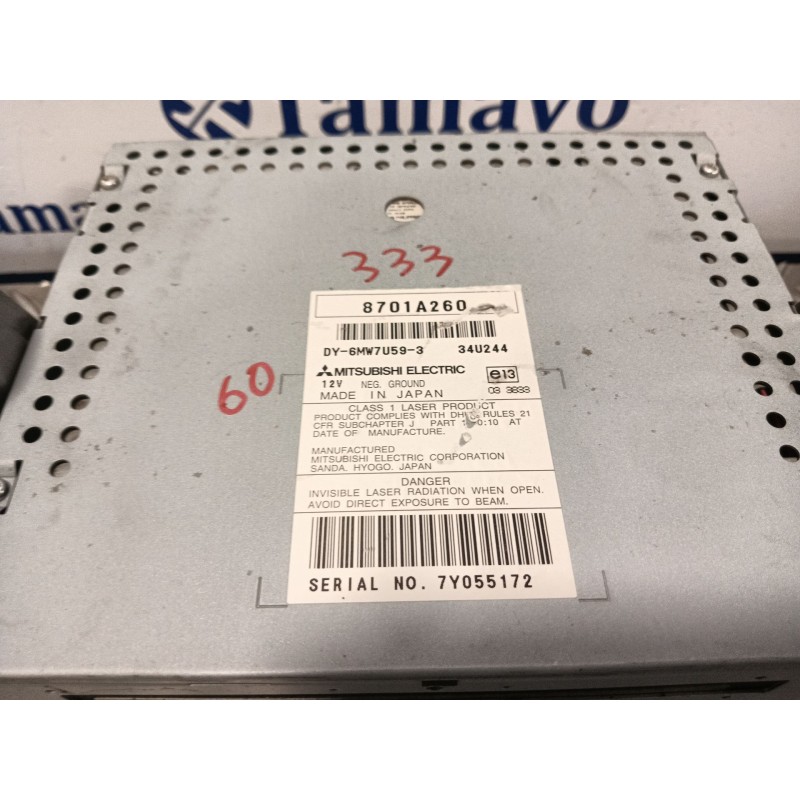 Tamavo
333
60
8701A260
DY-6MW7U59-3 34U244
MITSUBISHI ELECTRIC
12V NEG. GROUND
e13
MADE IN JAPAN
03 3833
CLASS 1 LASER PRODUCT
PRODUCT COMPLIES WITH RULES 21
CFR SUBCHAPTER J PART AT
DATE OF MANUFACTURE.
MANUFACTURED
MITSUBISHI ELECTRIC CORPORATION
SANDA. HYOGO. JAPAN
DANGER
INVISIBLE LASER RADIATION WHEN OPEN.
AVOID DIRECT EXPOSURE TO BEAM.
SERIAL NO. 7Y055172